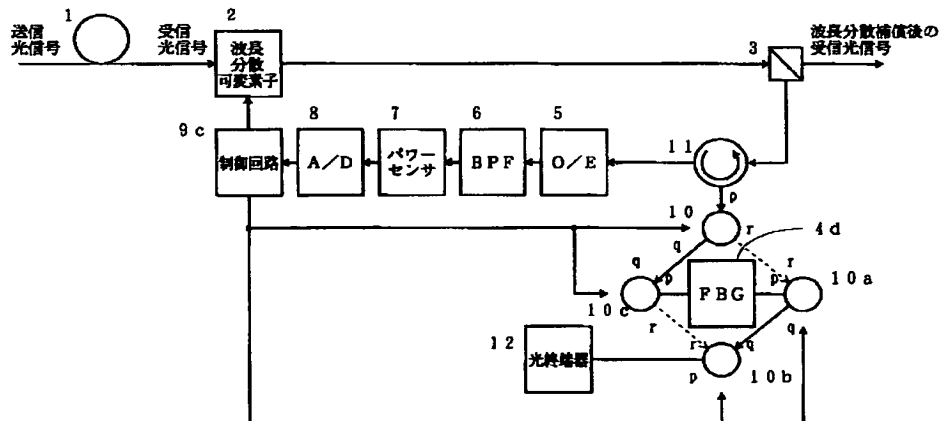 送信
光信号
1
受信
光信号
2
波長
分散
可変素子
3
波長分散補償後の
受信光信号
9c
制御回路
8
A/D
7
パワー
センサ
6
BPF
5
O/E
11
p
10
r
q
4d
q
p
FBG
r
p
10a
10c
r
q
r
q
12
光終端器
p
10b